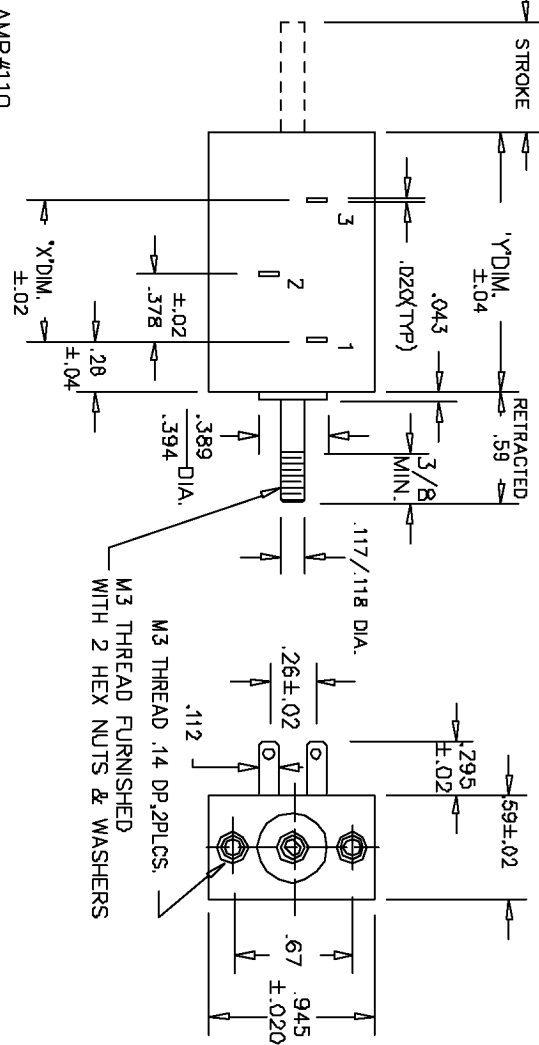 STROKE
'Y'DIM.
±.04
RETRACTED
.59
.043
.020(TYP)
3/8
MIN.
.117/.118 DIA.
3
2
1
"X"DIM.
±.02
±.02
.378
.28
±.04
.389
.394
DIA.
M3 THREAD FURNISHED
WITH 2 HEX NUTS & WASHERS
M3 THREAD .14 DP,2PLCS.
.112
.26±.02
.295
±.02
.59±.02
.67
.945
±.020
AMP#110